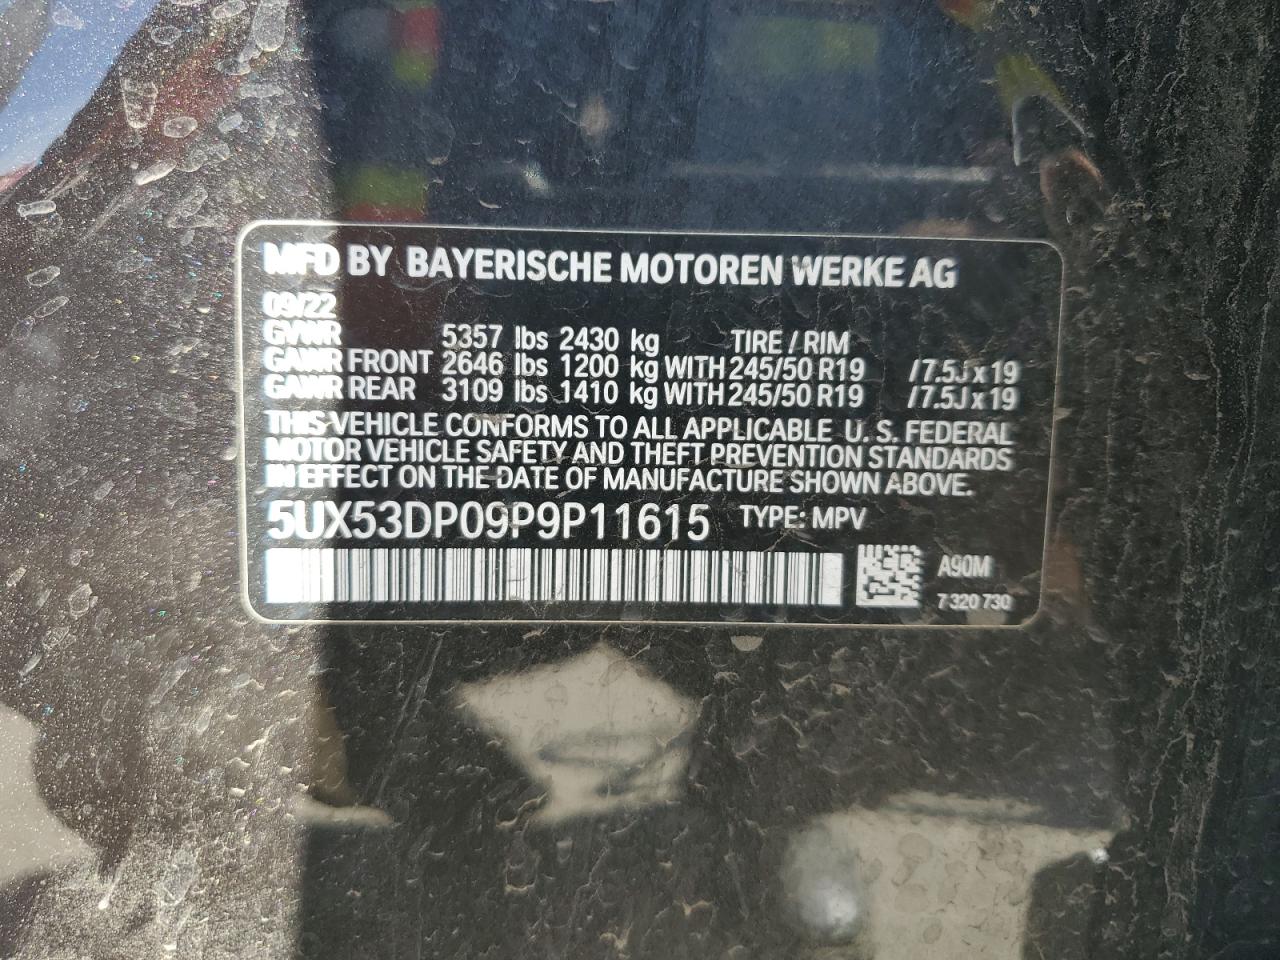 MFD BY BAYERISCHE MOTOREN WERKE AG
09/22
GVWR 5357 lbs 2430 kg TIRE / RIM
GAWR FRONT 2646 lbs 1200 kg WITH 245/50 R19 /7.5J x 19
GAWR REAR 3109 lbs 1410 kg WITH 245/50 R19 /7.5J x 19
THIS VEHICLE CONFORMS TO ALL APPLICABLE U. S. FEDERAL
MOTOR VEHICLE SAFETY AND THEFT PREVENTION STANDARDS
IN EFFECT ON THE DATE OF MANUFACTURE SHOWN ABOVE.
5UX53DP09P9P11615 TYPE: MPV
A90M
7 320 730